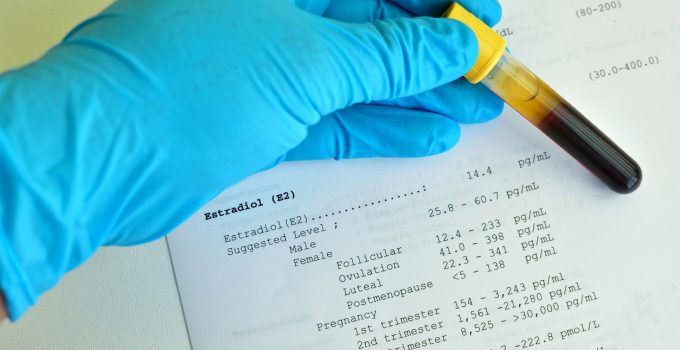 (80-200)
/dL
(30.0-400.0)
Estradiol (E2)
Estradiol(E2)..................: 14.4 pg/mL
Suggested Level ;
Male 25.8 - 60.7 pg/mL
Female
Follicular 12.4 - 233 pg/mL
Ovulation 41.0 - 398 pg/mL
Luteal 22.3 - 341 pg/mL
Postmenopause <5 - 138 pg/mL
Pregnancy
1st trimester 154 - 3,243 pg/mL
2nd trimester 1,561 -21,280 pg/mL
3rd trimester 8,525 - >30,000 pg/mL
-222.8 pmol/L